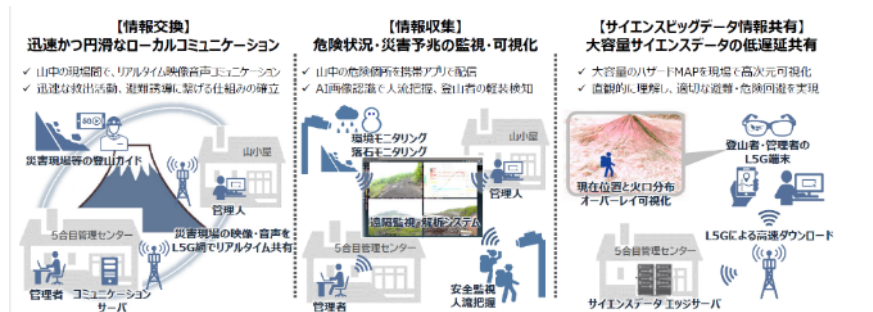 【情報交換】
迅速かつ円滑なローカルコミュニケーション
✓ 山中の現場間で、リアルタイム映像音声コミュニケーション
✓ 迅速な救出活動、避難誘導に繋げる仕組みの確立
災害現場等の登山ガイド
山小屋
管理人
災害現場の映像・音声を
L5G網でリアルタイム共有
5合目管理センター
管理者
コミュニケーション
サーバ
【情報収集】
危険状況・災害予兆の監視・可視化
✓ 山中の危険個所を携帯アプリで配信
✓ AI画像認識で人流把握、登山者の軽装検知
環境モニタリング
落石モニタリング
山小屋
管理人
遠隔監視・解析システム
5合目管理センター
管理者
安全監視
人流把握
【サイエンスビッグデータ情報共有】
大容量サイエンスデータの低遅延共有
✓ 大容量のハザードMAPを現場で高次元可視化
✓ 直観的に理解し、適切な避難・危険回避を実現
現在位置と火口分布
オーバーレイ可視化
登山者・管理者の
L5G端末
L5Gによる高速ダウンロード
5合目管理センター
サイエンスデータ エッジサーバ